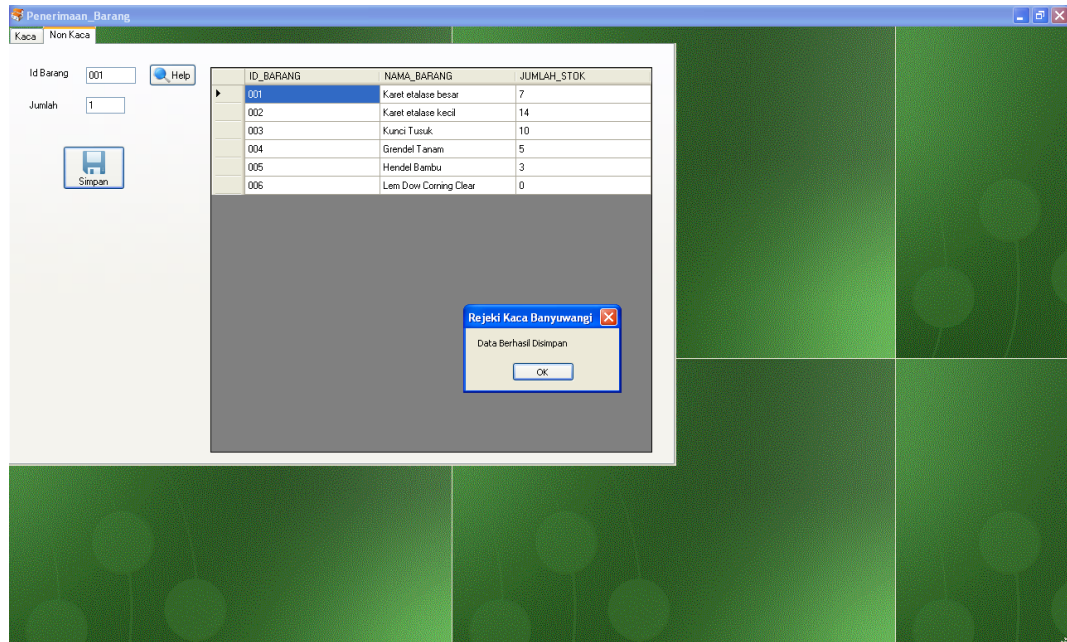 Penerimaan_Barang
Kaca Non Kaca
Id Barang 001 Help
Jumlah 1
Simpan
ID_BARANG NAMA_BARANG JUMLAH_STOK
001 Karet etalase besar 7
002 Karet etalase kecil 14
003 Kunci Tusuk 10
004 Grendel Tanam 5
005 Hendel Bambu 3
006 Lem Dow Corning Clear 0
Rejeki Kaca Banyuwangi
Data Berhasil Disimpan
OK